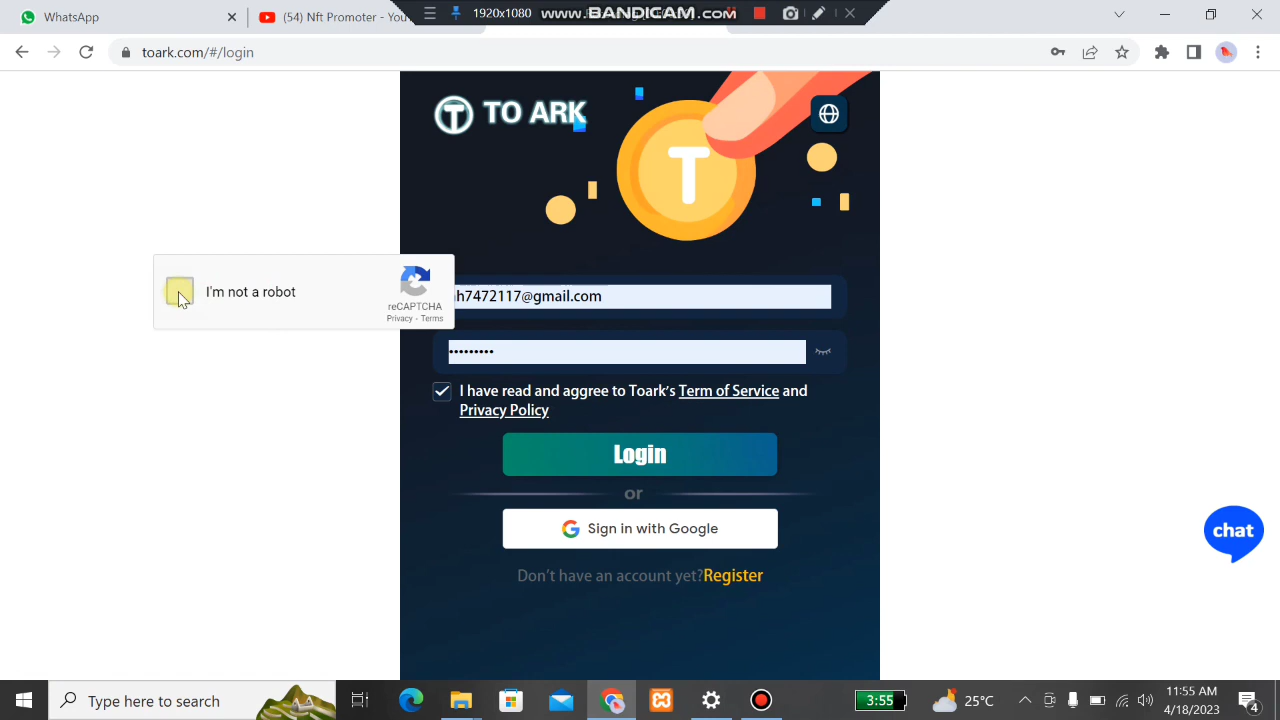 WhatsApp
(54) Nft Promoter - You
1920x1080
www.BANDICAM.com
toark.com/#/login
TO ARK
T
I'm not a robot
reCAPTCHA
Privacy - Terms
h7472117@gmail.com
•••••••••
I have read and aggree to Toark's Term of Service and
Privacy Policy
Login
or
Sign in with Google
Don't have an account yet?Register
chat
Type here to search
3:55
25°C
11:55 AM
4/18/2023
4